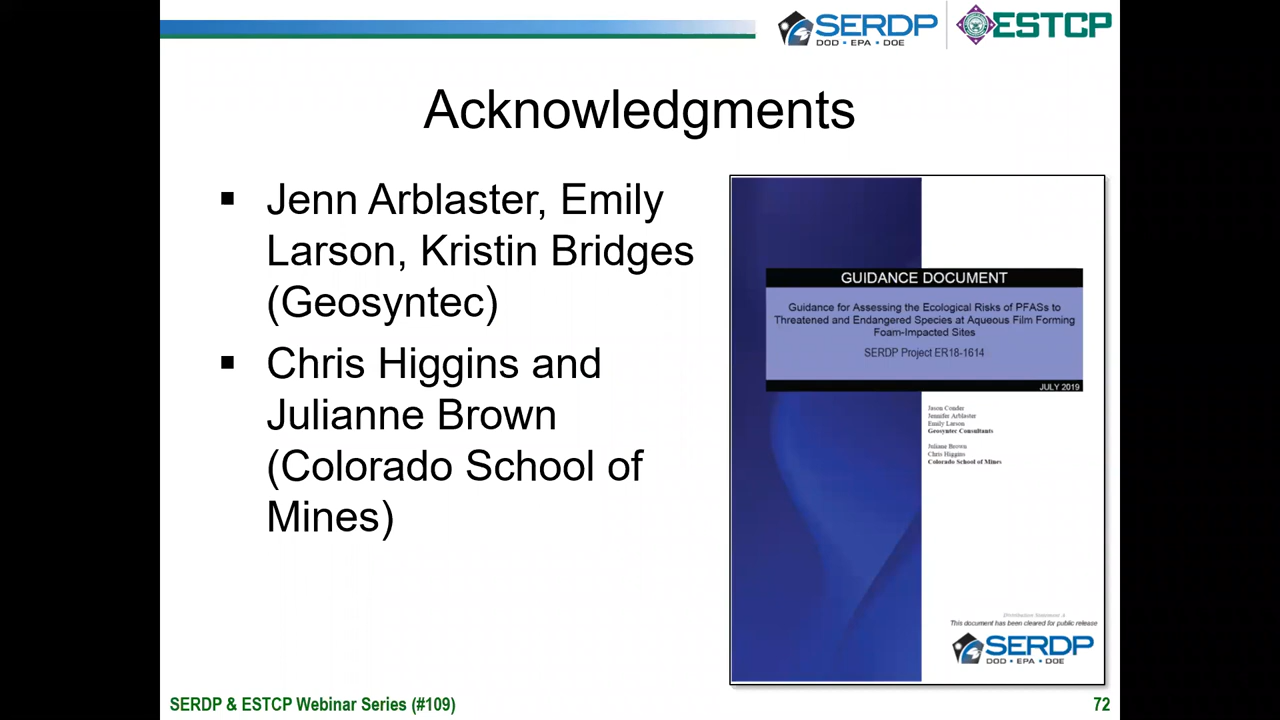 SERDP
DOD • EPA • DOE
ESTCP
Acknowledgments
▪ Jenn Arblaster, Emily
Larson, Kristin Bridges
(Geosyntec)
▪ Chris Higgins and
Julianne Brown
(Colorado School of
Mines)
GUIDANCE DOCUMENT
Guidance for Assessing the Ecological Risks of PFASs to
Threatened and Endangered Species at Aqueous Film Forming
Foam-Impacted Sites
SERDP Project ER18-1614
JULY 2019
Jason Conder
Jennifer Arblaster
Emily Larson
Geosyntec Consultants
Juliane Brown
Chris Higgins
Colorado School of Mines
Distribution Statement A
This document has been cleared for public release
SERDP
DOD • EPA • DOE
SERDP & ESTCP Webinar Series (#109)
72